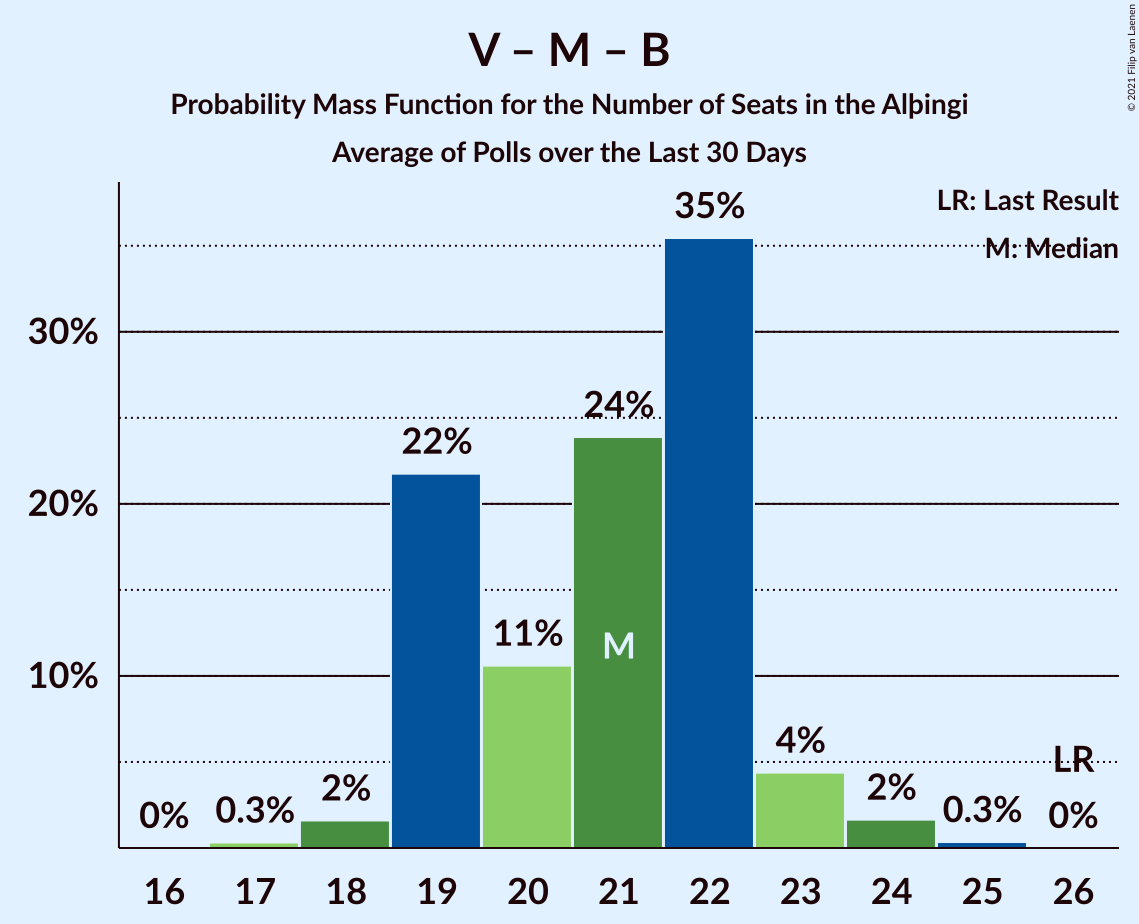 V – M – B
Probability Mass Function for the Number of Seats in the Alþingi
Average of Polls over the Last 30 Days
© 2021 Filip van Laenen
LR: Last Result
M: Median
35%
30%
24%
22%
20%
11%
M
10%
4%
LR
0%
0.3%
2%
2%
0.3%
0%
16 17 18 19 20 21 22 23 24 25 26